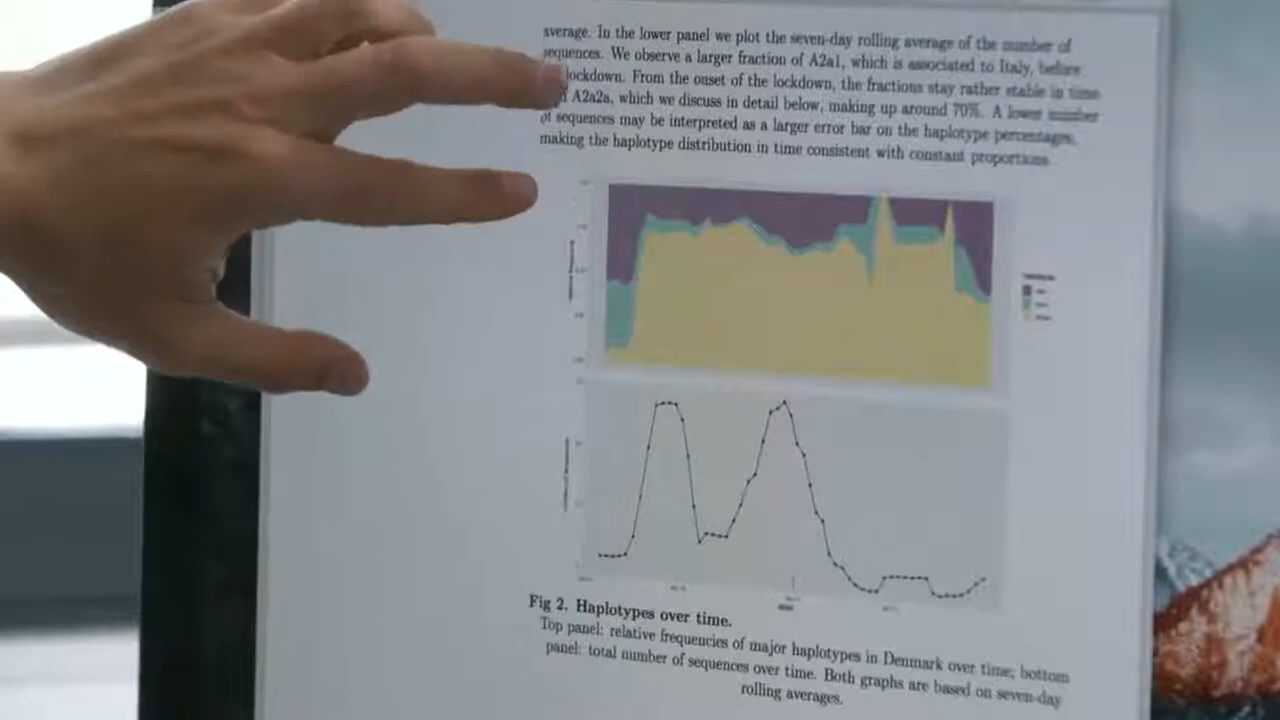 average. In the lower panel we plot the seven-day rolling average of the number of
sequences. We observe a larger fraction of A2a1, which is associated to Italy, before
lockdown. From the onset of the lockdown, the fractions stay rather stable in time
A2a2a, which we discuss in detail below, making up around 70%. A lower number
of sequences may be interpreted as a larger error bar on the haplotype percentages,
making the haplotype distribution in time consistent with constant proportions.
Fig 2. Haplotypes over time.
Top panel: relative frequencies of major haplotypes in Denmark over time; bottom
panel: total number of sequences over time. Both graphs are based on seven-day
rolling averages.